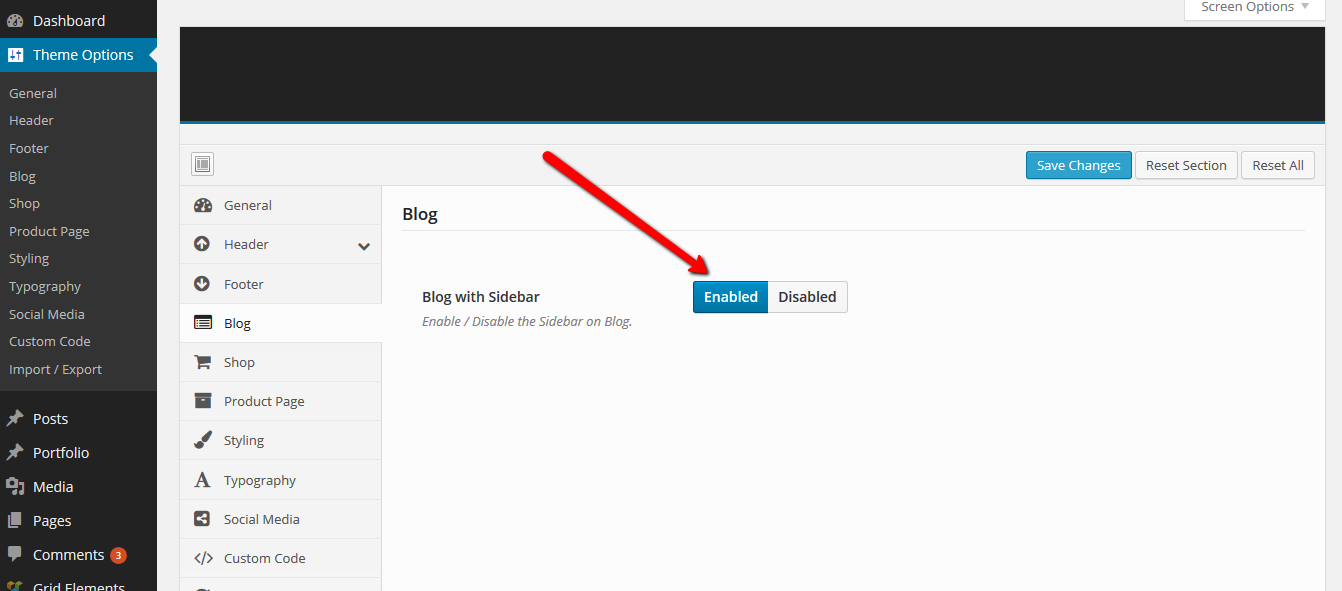 Dashboard
Theme Options
General
Header
Footer
Blog
Shop
Product Page
Styling
Typography
Social Media
Custom Code
Import / Export
Posts
Portfolio
Media
Pages
Comments 3
Grid Elements
Screen Options
Save Changes
Reset Section
Reset All
General
Header
Footer
Blog
Shop
Product Page
Styling
Typography
Social Media
Custom Code
Blog
Blog with Sidebar
Enable / Disable the Sidebar on Blog.
Enabled
Disabled